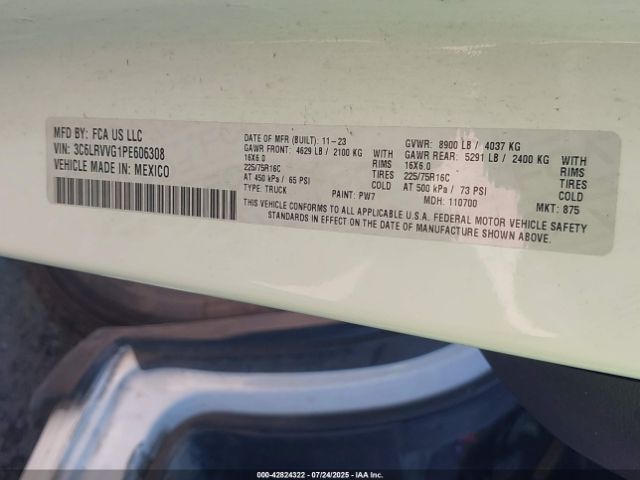 MFD BY: FCA US LLC
VIN: 3C6LRVVG1PE606308
VEHICLE MADE IN: MEXICO
DATE OF MFR (BUILT): 11-23
GAWR FRONT: 4629 LB / 2100 KG WITH
16X6.0 RIMS
225/75R16C TIRES
AT 450 kPa / 65 PSI COLD
TYPE: TRUCK PAINT: PW7
GVWR: 8900 LB / 4037 KG
GAWR REAR: 5291 LB / 2400 KG WITH
16X6.0 RIMS
225/75R16C TIRES
AT 500 kPa / 73 PSI COLD
MDH: 110700 MKT: 875
THIS VEHICLE CONFORMS TO ALL APPLICABLE U.S.A. FEDERAL MOTOR VEHICLE SAFETY
STANDARDS IN EFFECT ON THE DATE OF MANUFACTURE SHOWN ABOVE.
000-42824322 - 07/24/2025 - IAA Inc.